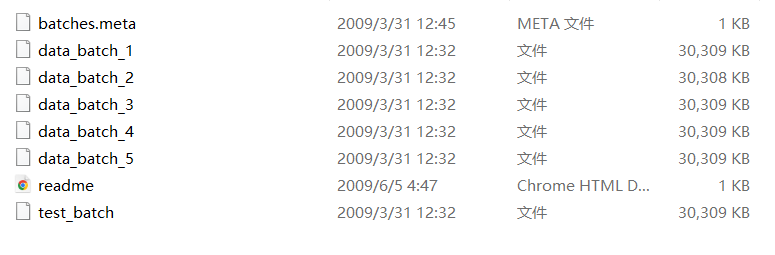 batches.meta 2009/3/31 12:45 META 文件 1 KB
data_batch_1 2009/3/31 12:32 文件 30,309 KB
data_batch_2 2009/3/31 12:32 文件 30,308 KB
data_batch_3 2009/3/31 12:32 文件 30,309 KB
data_batch_4 2009/3/31 12:32 文件 30,309 KB
data_batch_5 2009/3/31 12:32 文件 30,309 KB
readme 2009/6/5 4:47 Chrome HTML D... 1 KB
test_batch 2009/3/31 12:32 文件 30,309 KB